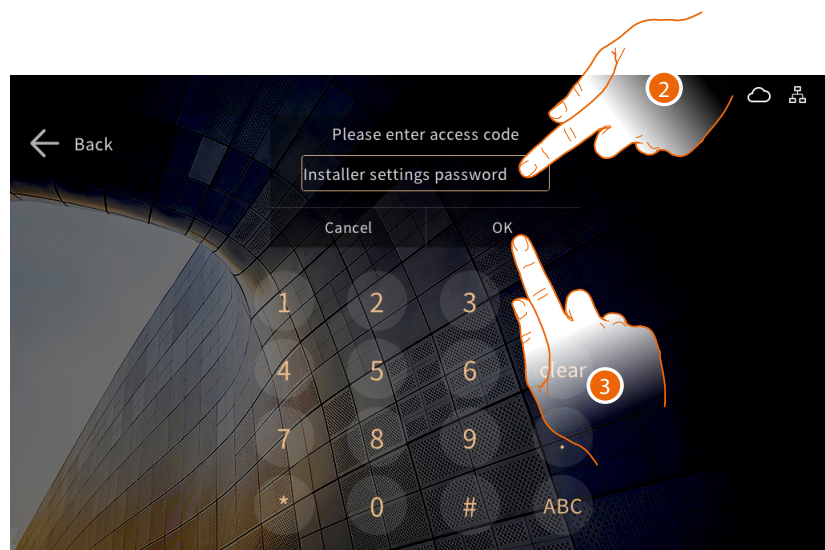 2
Back
Please enter access code
Installer settings password
Cancel OK
1 2 3
4 5 6 clear
3
7 8 9 .
* 0 # ABC